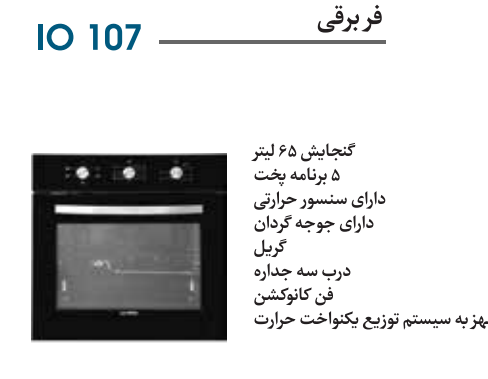 فر برقی
IO 107
گنجایش ۶۵ لیتر
۵ برنامه پخت
دارای سنسور حرارتی
دارای جوجه گردان
گریل
درب سه جداره
فن کانوکشن
به سیستم توزیع یکنواخت حرارت